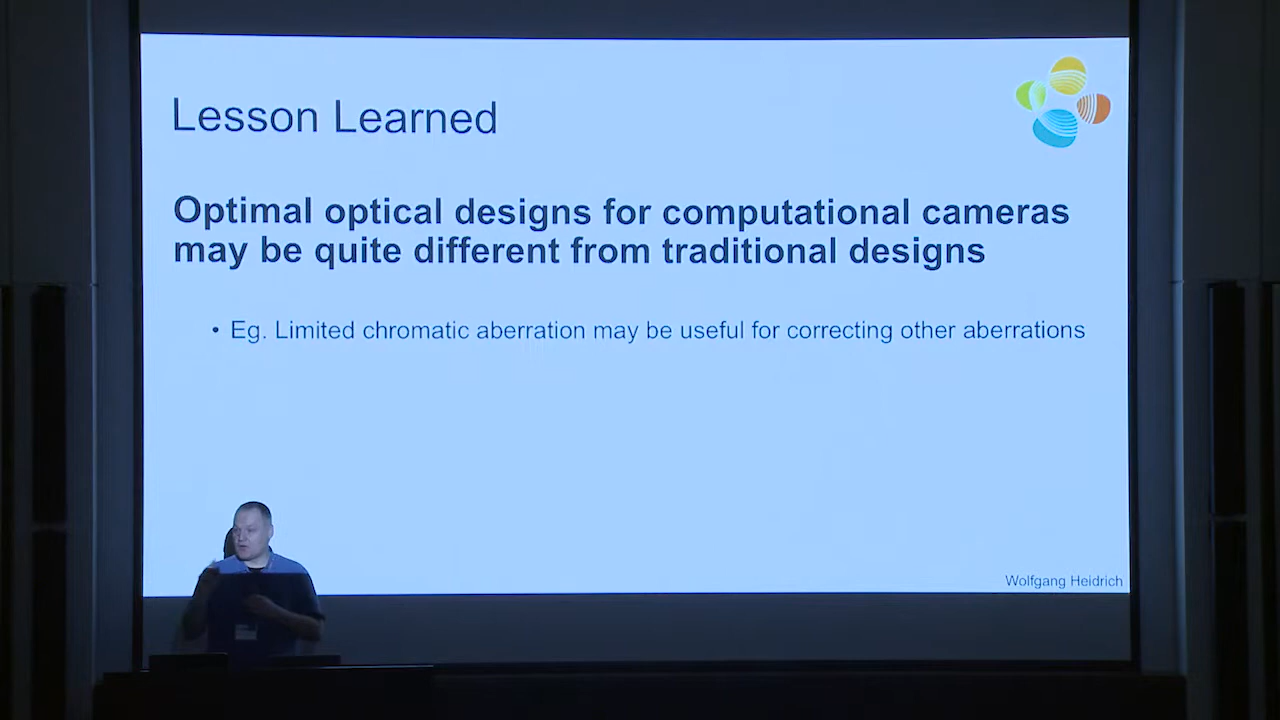 Lesson Learned
Optimal optical designs for computational cameras
may be quite different from traditional designs
• Eg. Limited chromatic aberration may be useful for correcting other aberrations
Wolfgang Heidrich